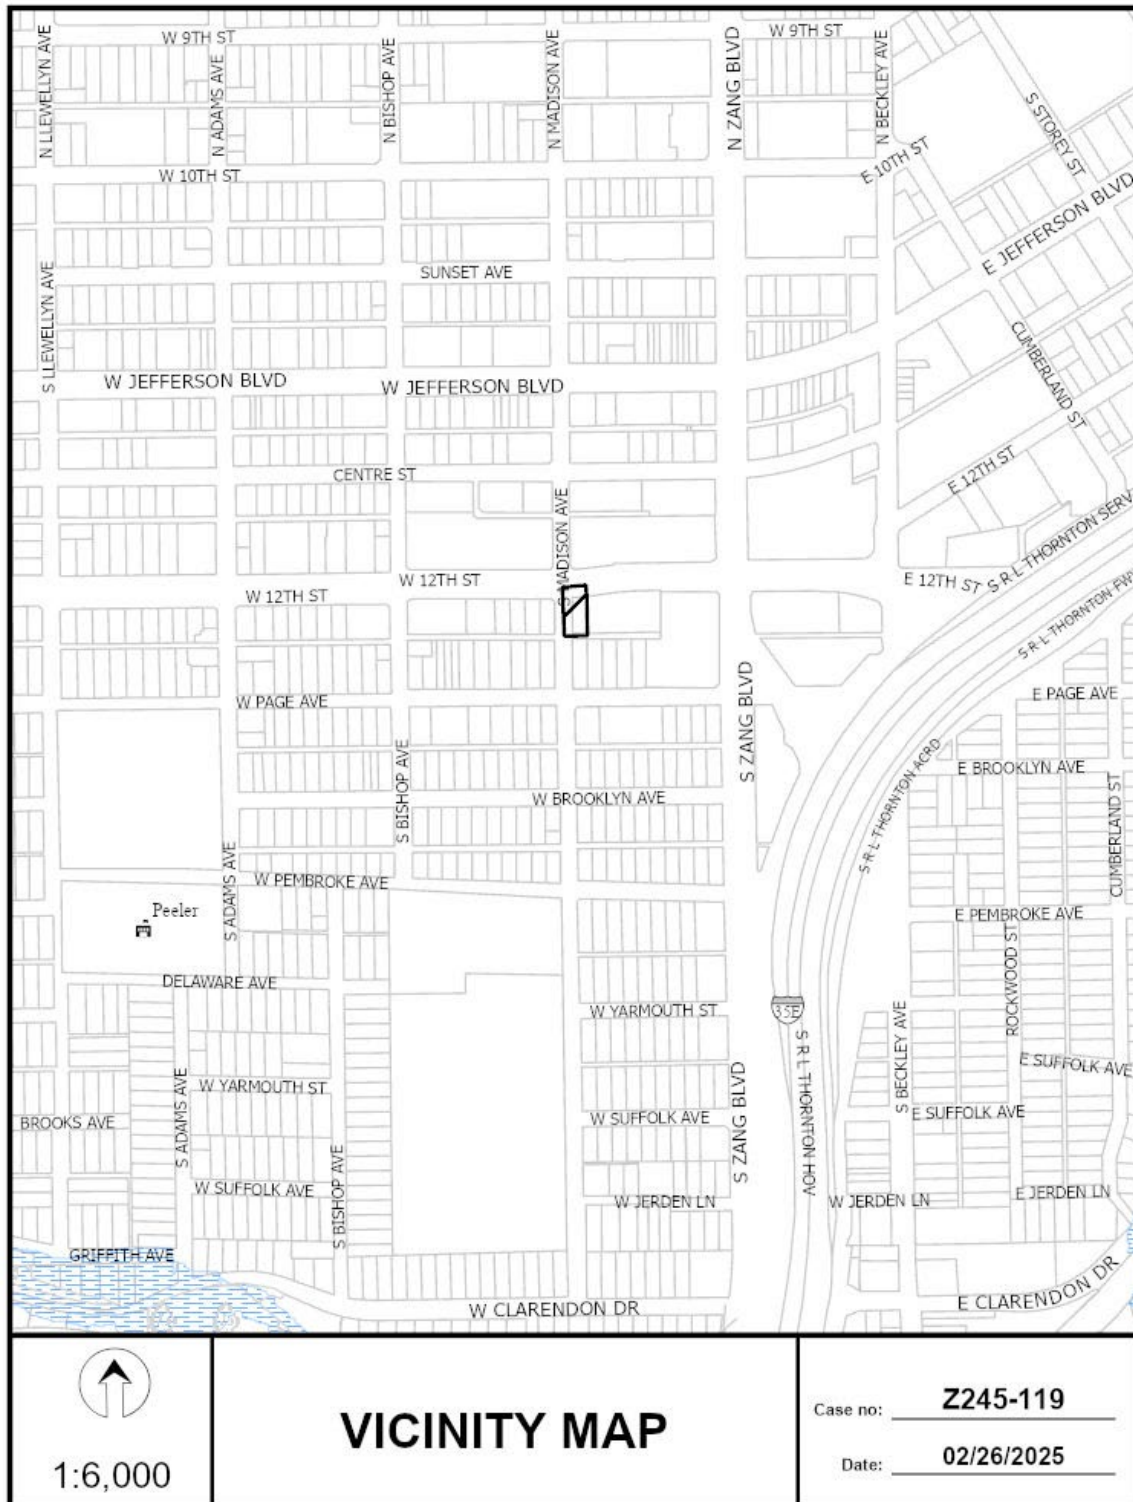 W 9TH ST
W 9TH ST
N LLEWELLYN AVE
N ADAMS AVE
N BISHOP AVE
N MADISON AVE
N ZANG BLVD
N BECKLEY AVE
S STOREY ST
E 10TH ST
W 10TH ST
E JEFFERSON BLVD
SUNSET AVE
S LLEWELLYN AVE
CUMBERLAND ST
W JEFFERSON BLVD
W JEFFERSON BLVD
E 12TH ST
CENTRE ST
S MADISON AVE
S R L THORNTON SERV
W 12TH ST
E 12TH ST
W 12TH ST
S R L THORNTON FWY
W PAGE AVE
E PAGE AVE
S ZANG BLVD
S BISHOP AVE
S R L THORNTON ACRD
E BROOKLYN AVE
W BROOKLYN AVE
CUMBERLAND ST
W PEMBROKE AVE
S ADAMS AVE
Peeler
E PEMBROKE AVE
ROCKWOOD ST
DELAWARE AVE
W YARMOUTH ST
35E
S BECKLEY AVE
S R L THORNTON HOV
E SUFFOLK AVE
W YARMOUTH ST
S ADAMS AVE
S ZANG BLVD
BROOKS AVE
W SUFFOLK AVE
E SUFFOLK AVE
S BISHOP AVE
W SUFFOLK AVE
W JERDEN LN
W JERDEN LN
E JERDEN LN
GRIFFITH AVE
W CLARENDON DR
E CLARENDON DR
1:6,000
VICINITY MAP
Case no: Z245-119
Date: 02/26/2025